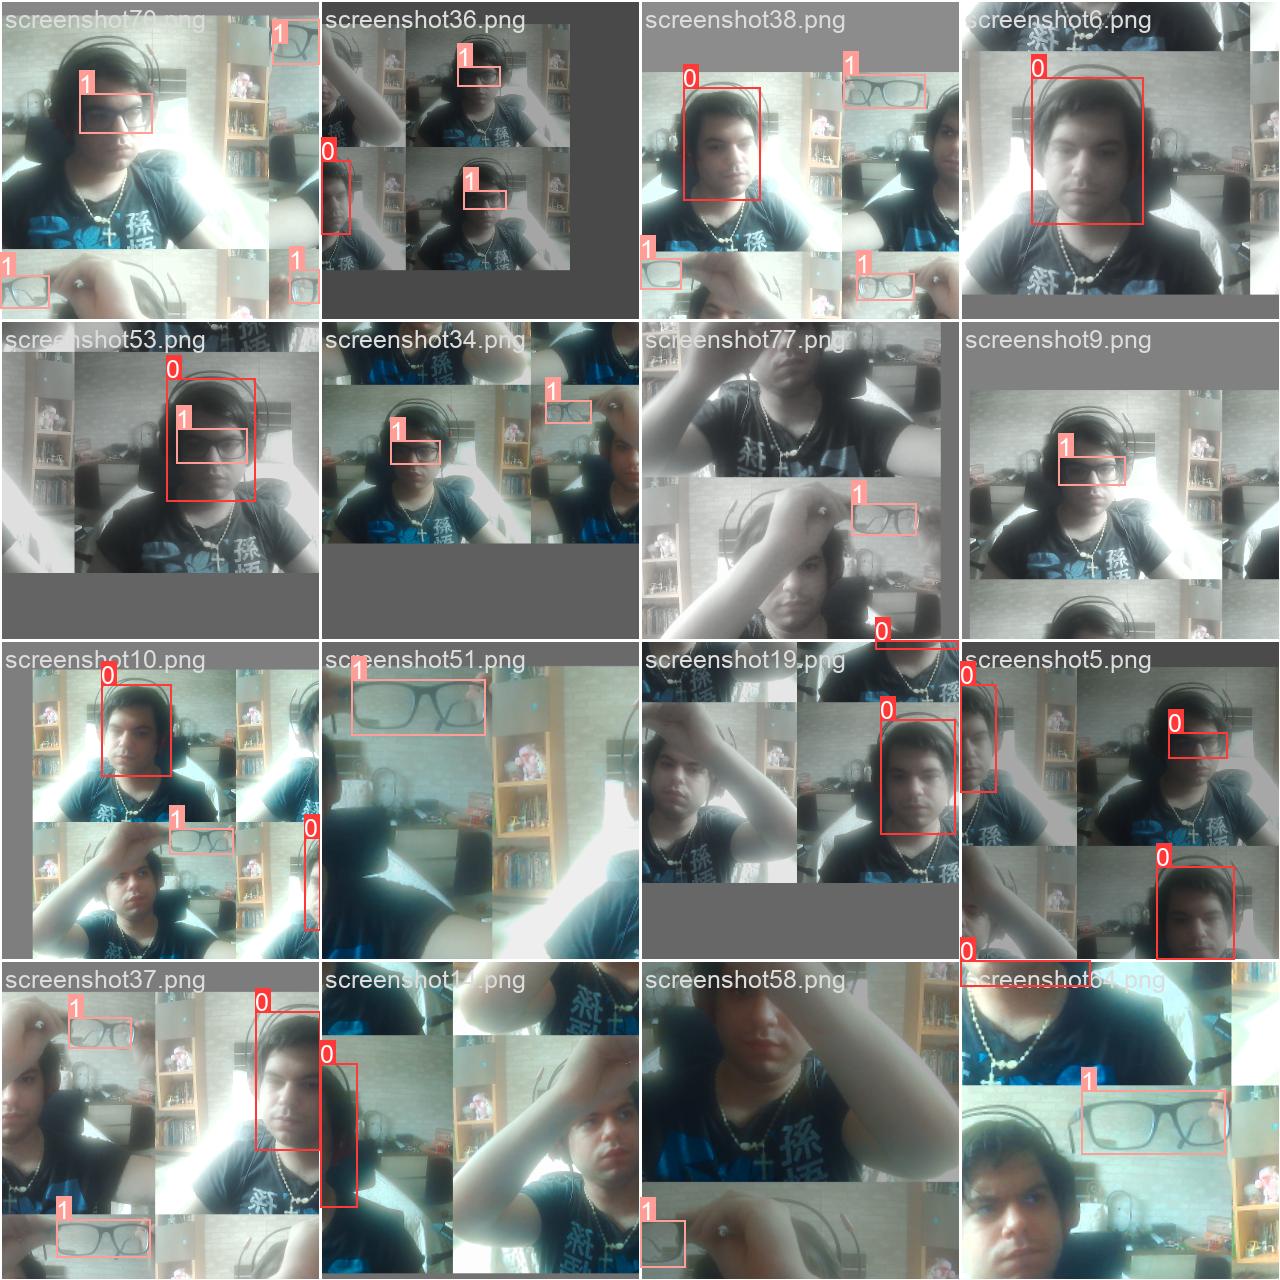 screenshot70.png
screenshot36.png
screenshot38.png
screenshot6.png
1
1
1
1
1
1
0
1
0
1
1
0
screenshot53.png
screenshot34.png
screenshot77.png
screenshot9.png
0
1
1
1
1
1
screenshot10.png
screenshot51.png
screenshot19.png
screenshot5.png
0
1
0
1
0
0
0
0
0
screenshot37.png
screenshot14.png
screenshot58.png
screenshot64.png
1
0
1
0
1
0
1
孫
悟